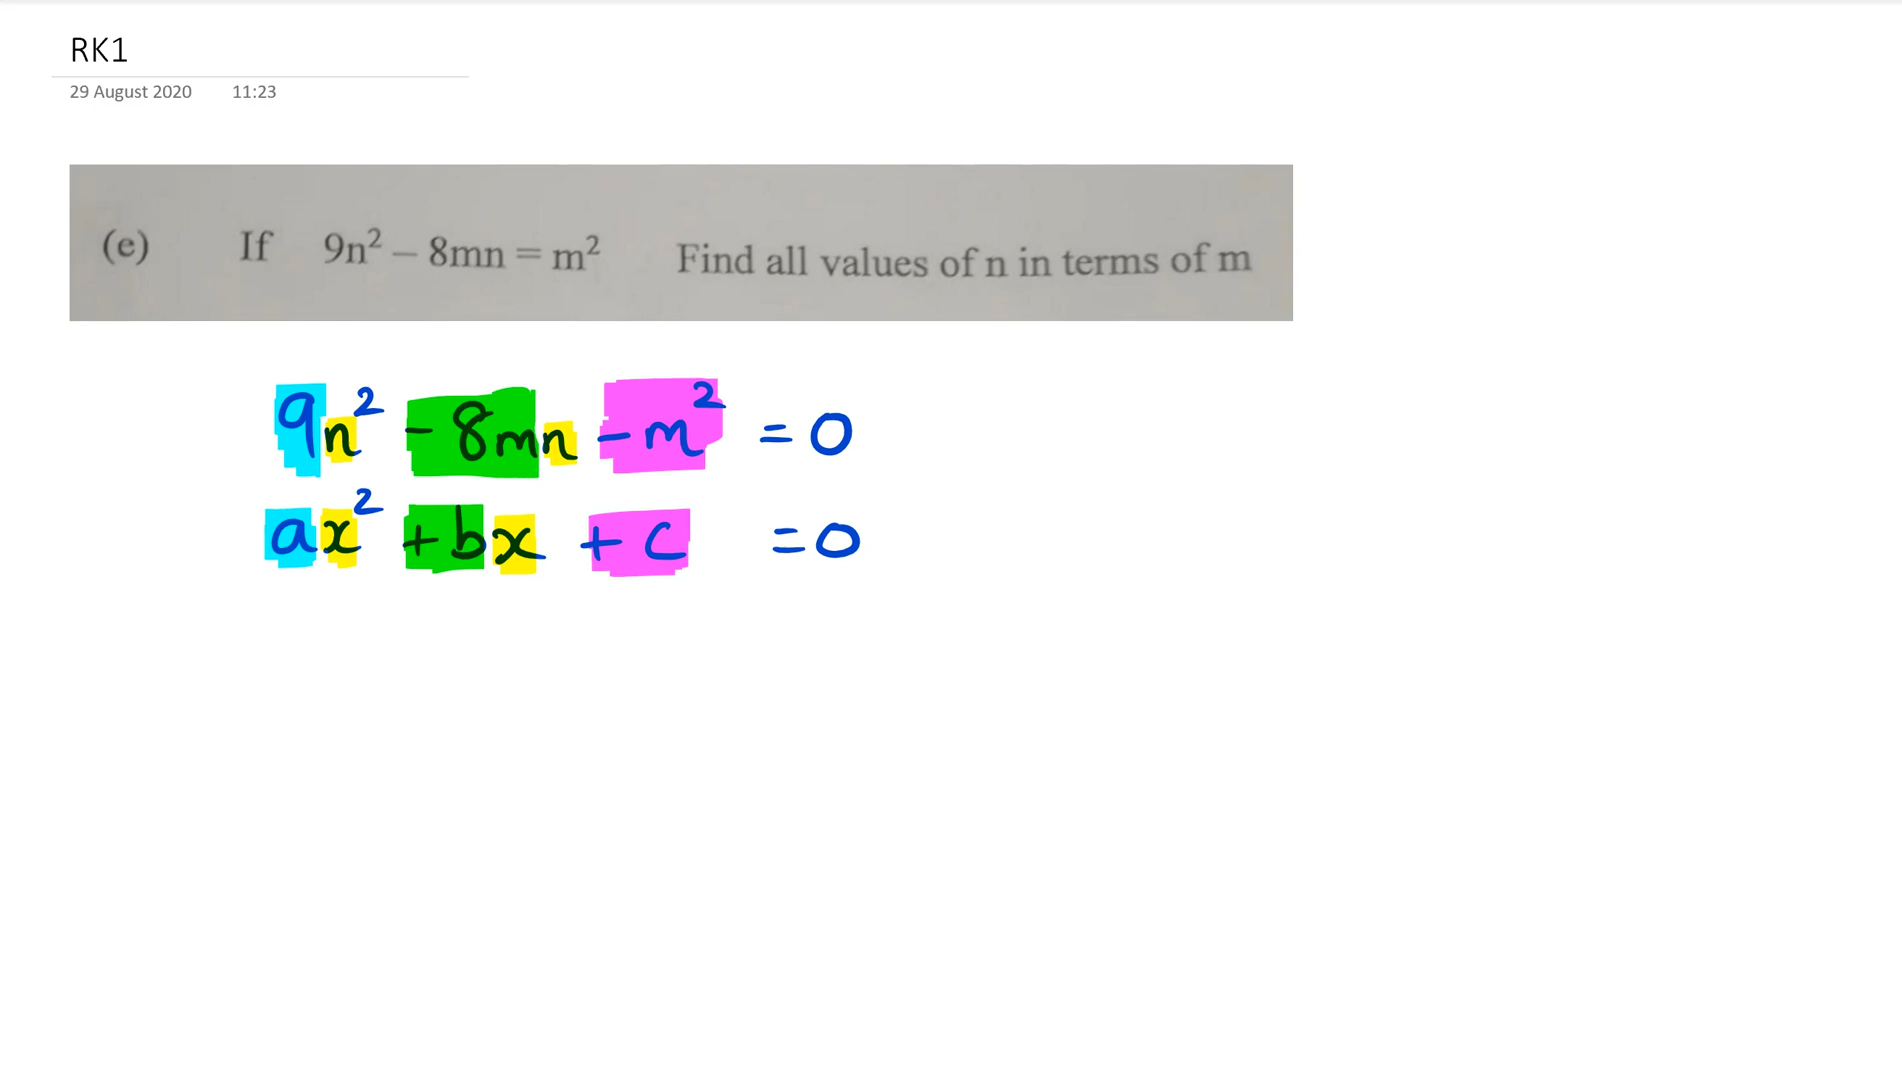 RK1
29 August 2020 11:23
(e) If 9n² – 8mn = m² Find all values of n in terms of m
9n² - 8mn - m² = 0
ax² + bx + c = 0